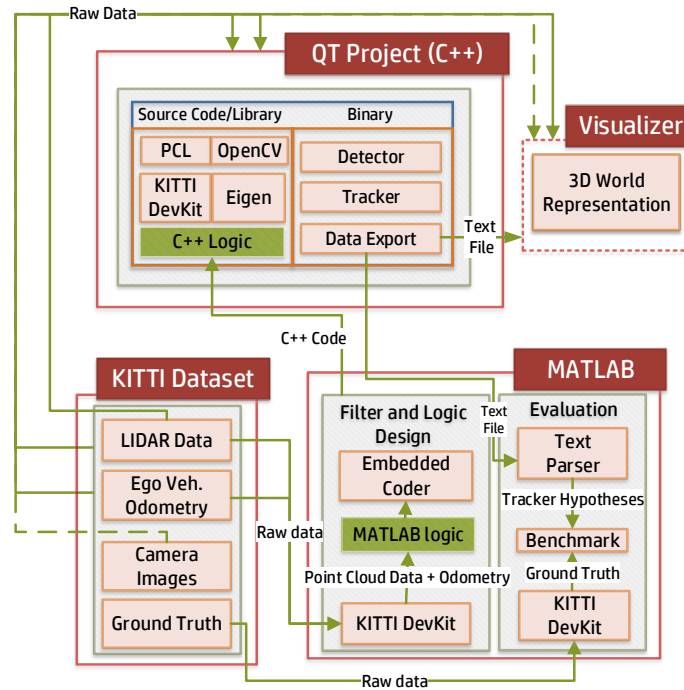 Raw Data
QT Project (C++)
Source Code/Library
Binary
PCL
OpenCV
KITTI
DevKit
Eigen
C++ Logic
Detector
Tracker
Data Export
Text
File
Visualizer
3D World
Representation
C++ Code
KITTI Dataset
LIDAR Data
Ego Veh.
Odometry
Camera
Images
Ground Truth
Raw data
Raw data
MATLAB
Filter and Logic
Design
Embedded
Coder
MATLAB logic
Point Cloud Data + Odometry
KITTI DevKit
Text
File
Evaluation
Text
Parser
Tracker Hypotheses
Benchmark
Ground Truth
KITTI
DevKit